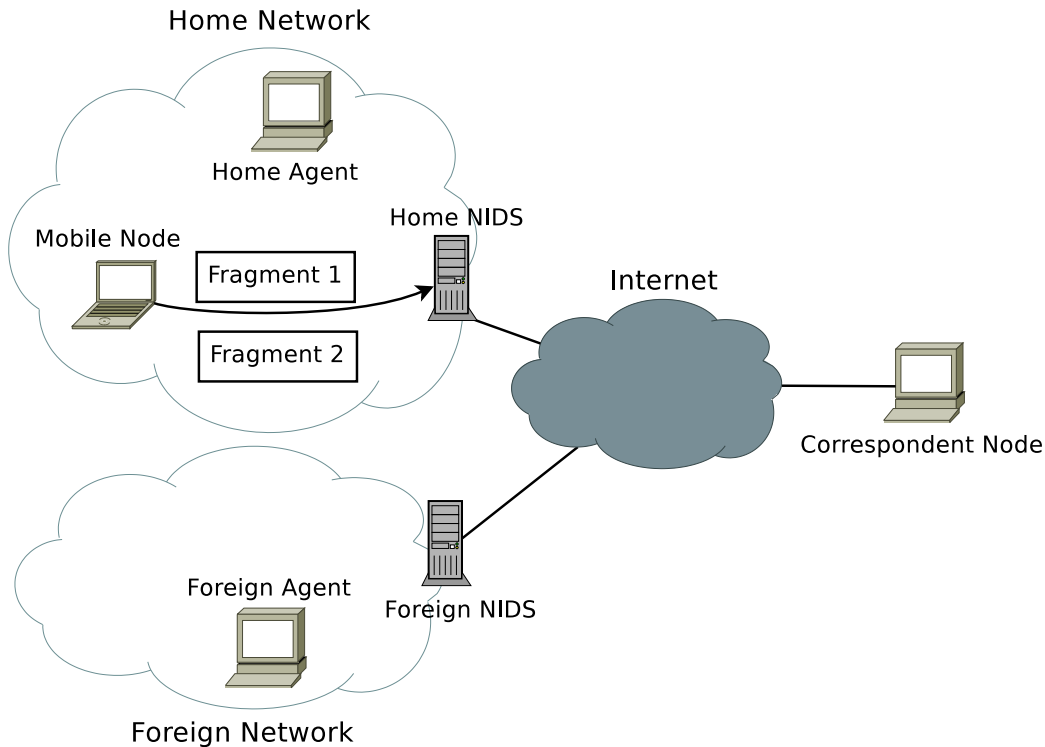 Home Network
Home Agent
Home NIDS
Mobile Node
Fragment 1
Fragment 2
Internet
Correspondent Node
Foreign Agent
Foreign NIDS
Foreign Network